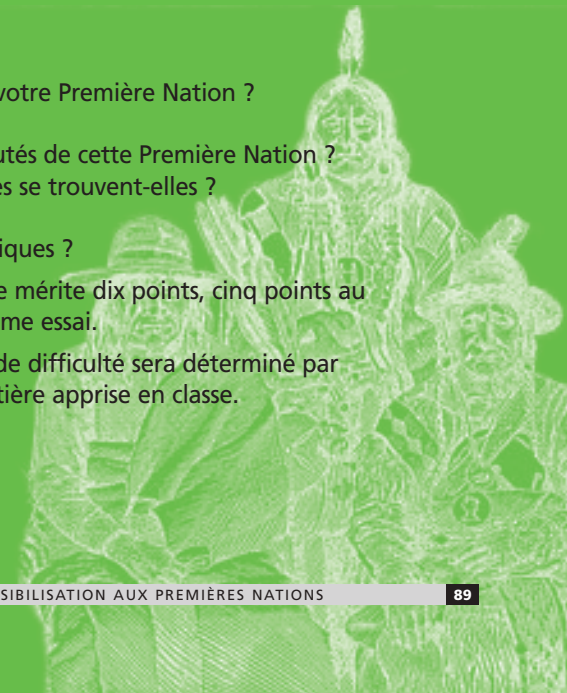 votre Première Nation ?
utés de cette Première Nation ?
es se trouvent-elles ?
iques ?
e mérite dix points, cinq points au
me essai.
de difficulté sera déterminé par
tière apprise en classe.
SIBILISATION AUX PREMIÈRES NATIONS 89